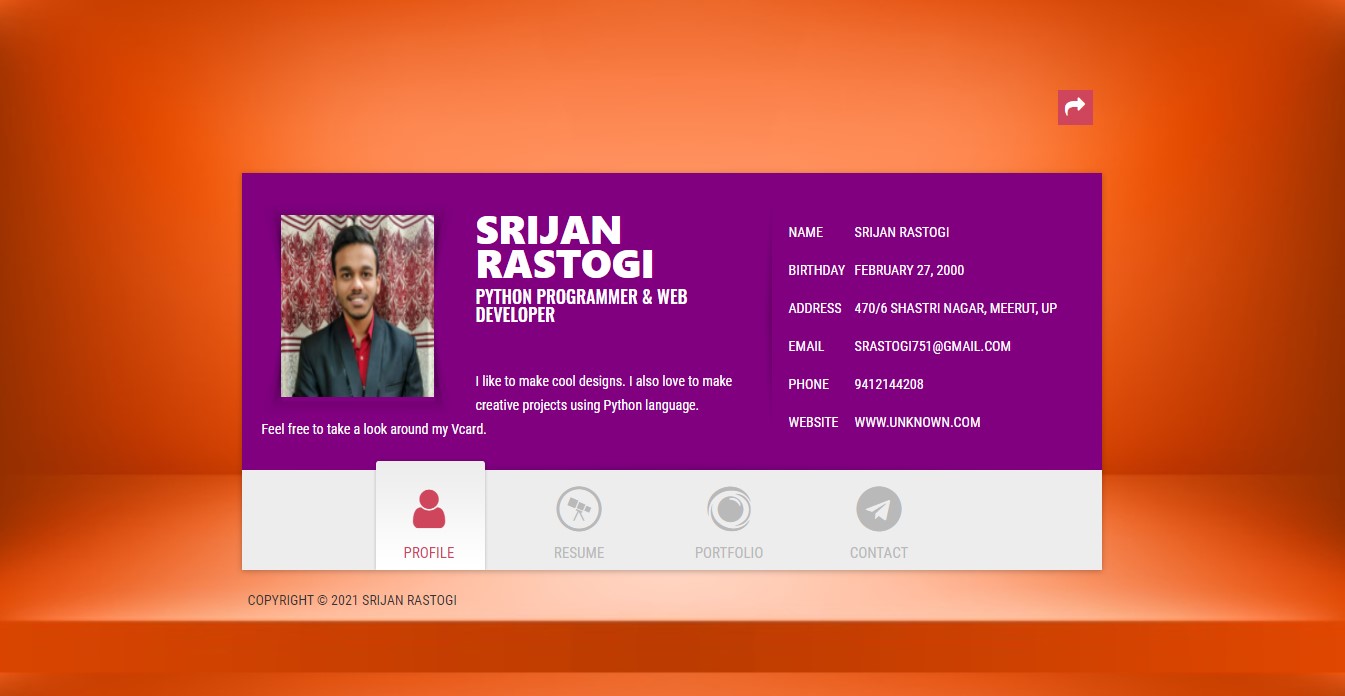 SRIJAN
RASTOGI
PYTHON PROGRAMMER & WEB
DEVELOPER
I like to make cool designs. I also love to make
creative projects using Python language.
Feel free to take a look around my Vcard.
NAME SRIJAN RASTOGI
BIRTHDAY FEBRUARY 27, 2000
ADDRESS 470/6 SHASTRI NAGAR, MEERUT, UP
EMAIL SRASTOGI751@GMAIL.COM
PHONE 9412144208
WEBSITE WWW.UNKNOWN.COM
PROFILE
RESUME
PORTFOLIO
CONTACT
COPYRIGHT © 2021 SRIJAN RASTOGI